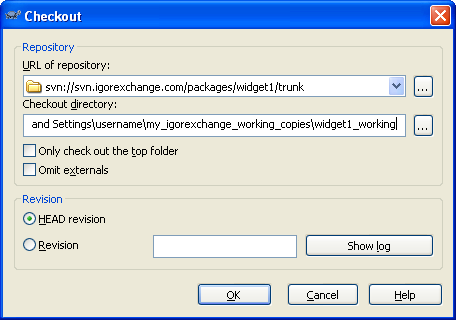 Checkout
Repository
URL of repository:
svn://svn.igorexchange.com/packages/widget1/trunk
...
Checkout directory:
and Settings\username\my_igorexchange_working_copies\widget1_working
...
Only check out the top folder
Omit externals
Revision
HEAD revision
Revision
Show log
OK
Cancel
Help